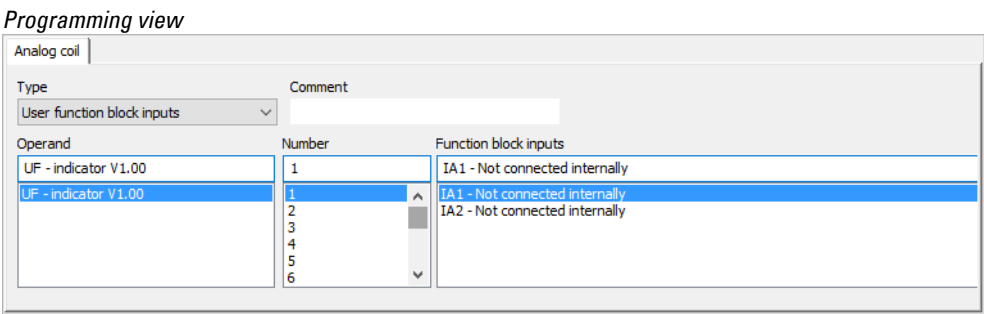 Programming view
Analog coil
Type
Comment
User function block inputs
Operand
Number
Function block inputs
UF - indicator V1.00
1
IA1 - Not connected internally
UF - indicator V1.00
1
IA1 - Not connected internally
2
IA2 - Not connected internally
3
4
5
6